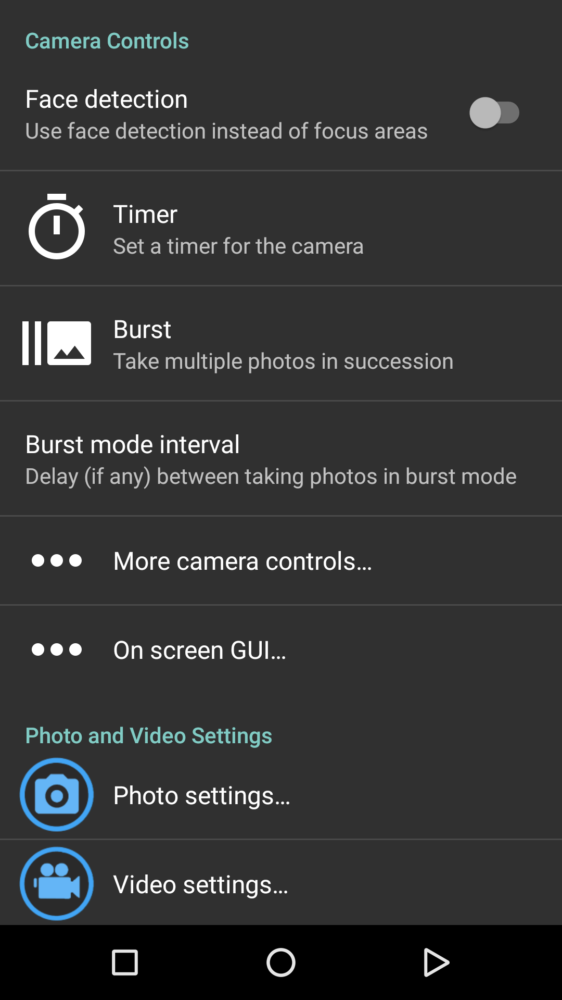 Camera Controls
Face detection
Use face detection instead of focus areas
Timer
Set a timer for the camera
Burst
Take multiple photos in succession
Burst mode interval
Delay (if any) between taking photos in burst mode
More camera controls...
On screen GUI...
Photo and Video Settings
Photo settings...
Video settings...